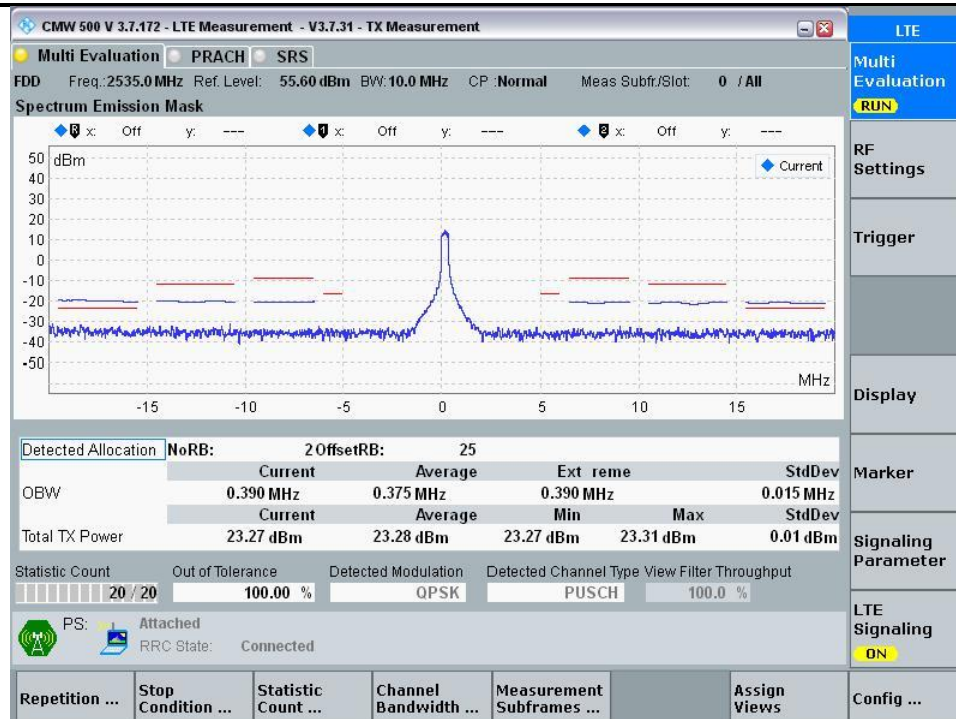 CMW 500 V 3.7.172 - LTE Measurement - V3.7.31 - TX Measurement
LTE
Multi Evaluation PRACH SRS
Multi Evaluation
RUN
FDD Freq.:2535.0 MHz Ref. Level: 55.60 dBm BW:10.0 MHz CP :Normal Meas Subfr./Slot: 0 / All
Spectrum Emission Mask
R x: Off y: --- 1 x: Off y: --- 2 x: Off y: ---
50 dBm Current
40
30
20
10
0
-10
-20
-30
-40
-50
MHz
-15 -10 -5 0 5 10 15
RF Settings
Trigger
Display
Marker
Signaling Parameter
LTE Signaling
ON
Detected Allocation NoRB: 2 OffsetRB: 25
Current Average Ext reme StdDev
OBW 0.390 MHz 0.375 MHz 0.390 MHz 0.015 MHz
Current Average Min Max StdDev
Total TX Power 23.27 dBm 23.28 dBm 23.27 dBm 23.31 dBm 0.01 dBm
Statistic Count Out of Tolerance Detected Modulation Detected Channel Type View Filter Throughput
20 / 20 100.00 % QPSK PUSCH 100.0 %
PS: Attached
RRC State: Connected
Repetition ... Stop Condition ... Statistic Count ... Channel Bandwidth ... Measurement Subframes ... Assign Views Config ...